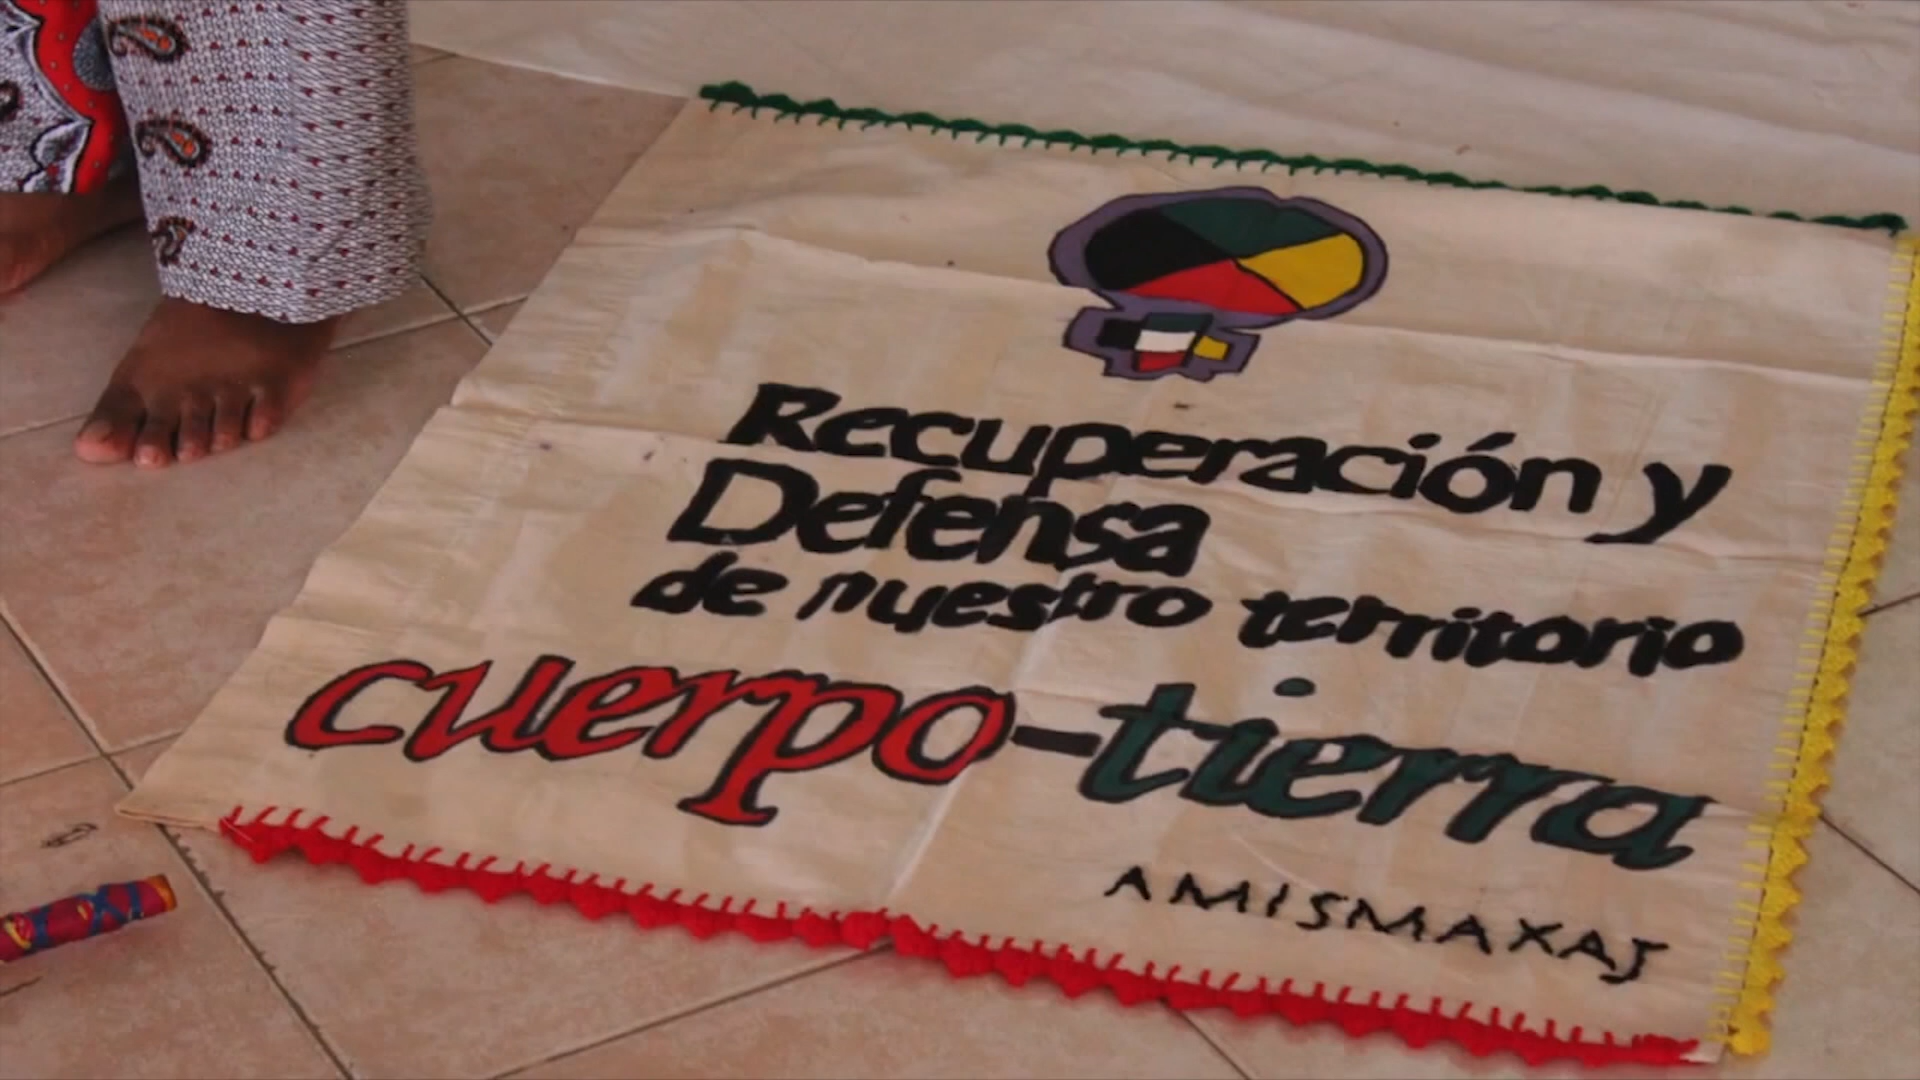 Recuperación y
Defensa
de nuestro territorio
cuerpo-tierra
AMISMAXAJ